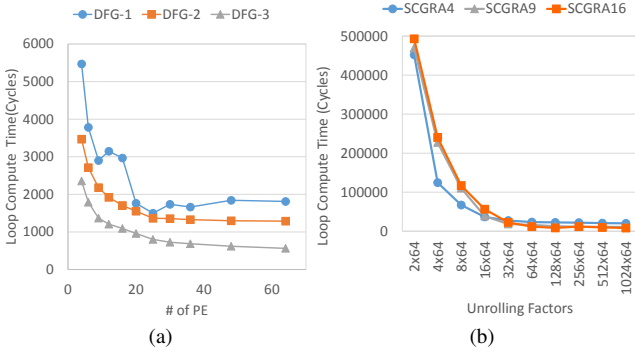 DFG-1 DFG-2 DFG-3
6000
5000
4000
3000
2000
1000
0
Loop Compute Time(Cycles)
0 20 40 60
# of PE
(a)
SCGRA4 SCGRA9 SCGRA16
500000
400000
300000
200000
100000
0
Loop Compute Time (Cycles)
2x64 4x64 8x64 16x64 32x64 64x64 128x64 256x64 512x64 1024x64
Unrolling Factors
(b)